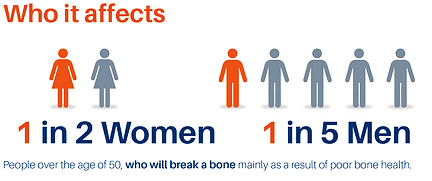 Who it affects
1 in 2 Women 1 in 5 Men
People over the age of 50, who will break a bone mainly as a result of poor bone health.